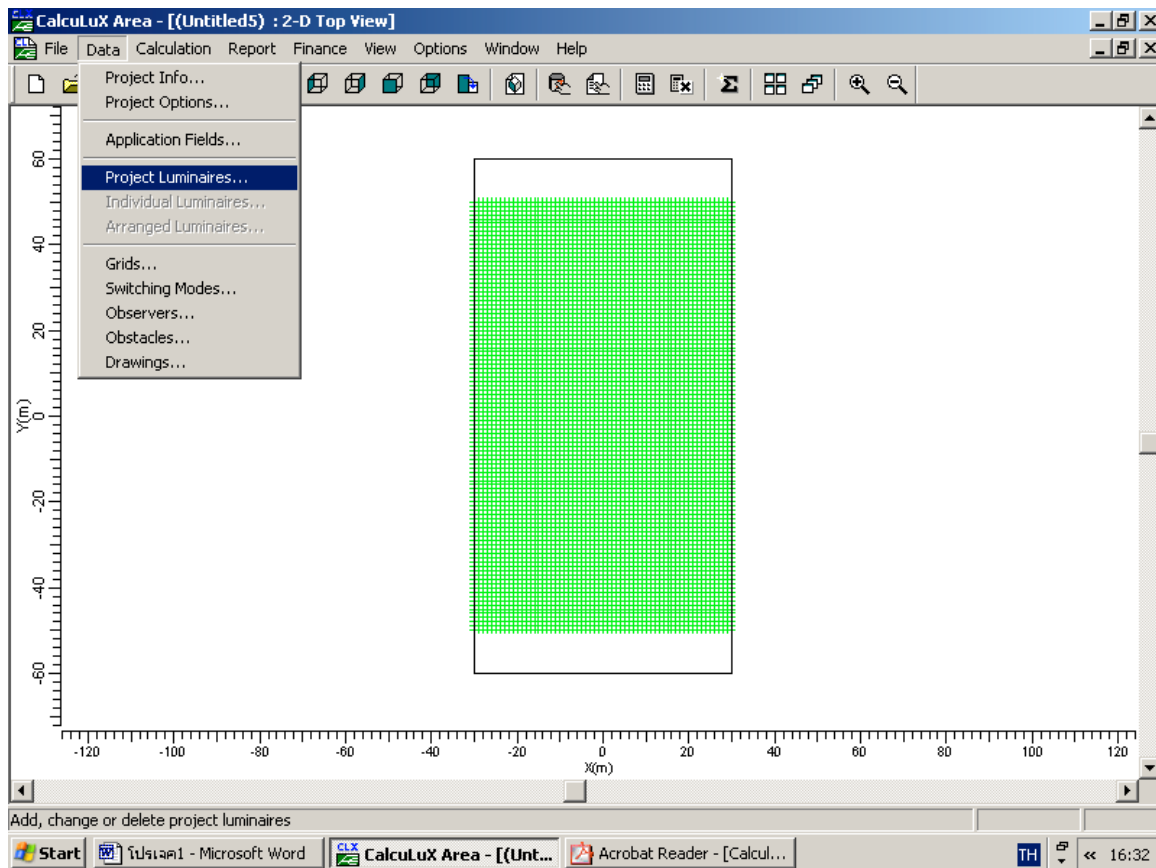 CLX CalcuLuX Area - [(Untitled5) : 2-D Top View]
CLX File Data Calculation Report Finance View Options Window Help
Project Info...
Project Options...
Application Fields...
Project Luminaires...
Individual Luminaires...
Arranged Luminaires...
Grids...
Switching Modes...
Observers...
Obstacles...
Drawings...
Σ
60
40
20
0
-20
-40
-60
Y(m)
-120 -100 -80 -60 -40 -20 0 20 40 60 80 100 120
X(m)
Add, change or delete project luminaires
Start โปรเจค1 - Microsoft Word CLX CalcuLuX Area - [(Unt... Acrobat Reader - [Calcul... TH « 16:32